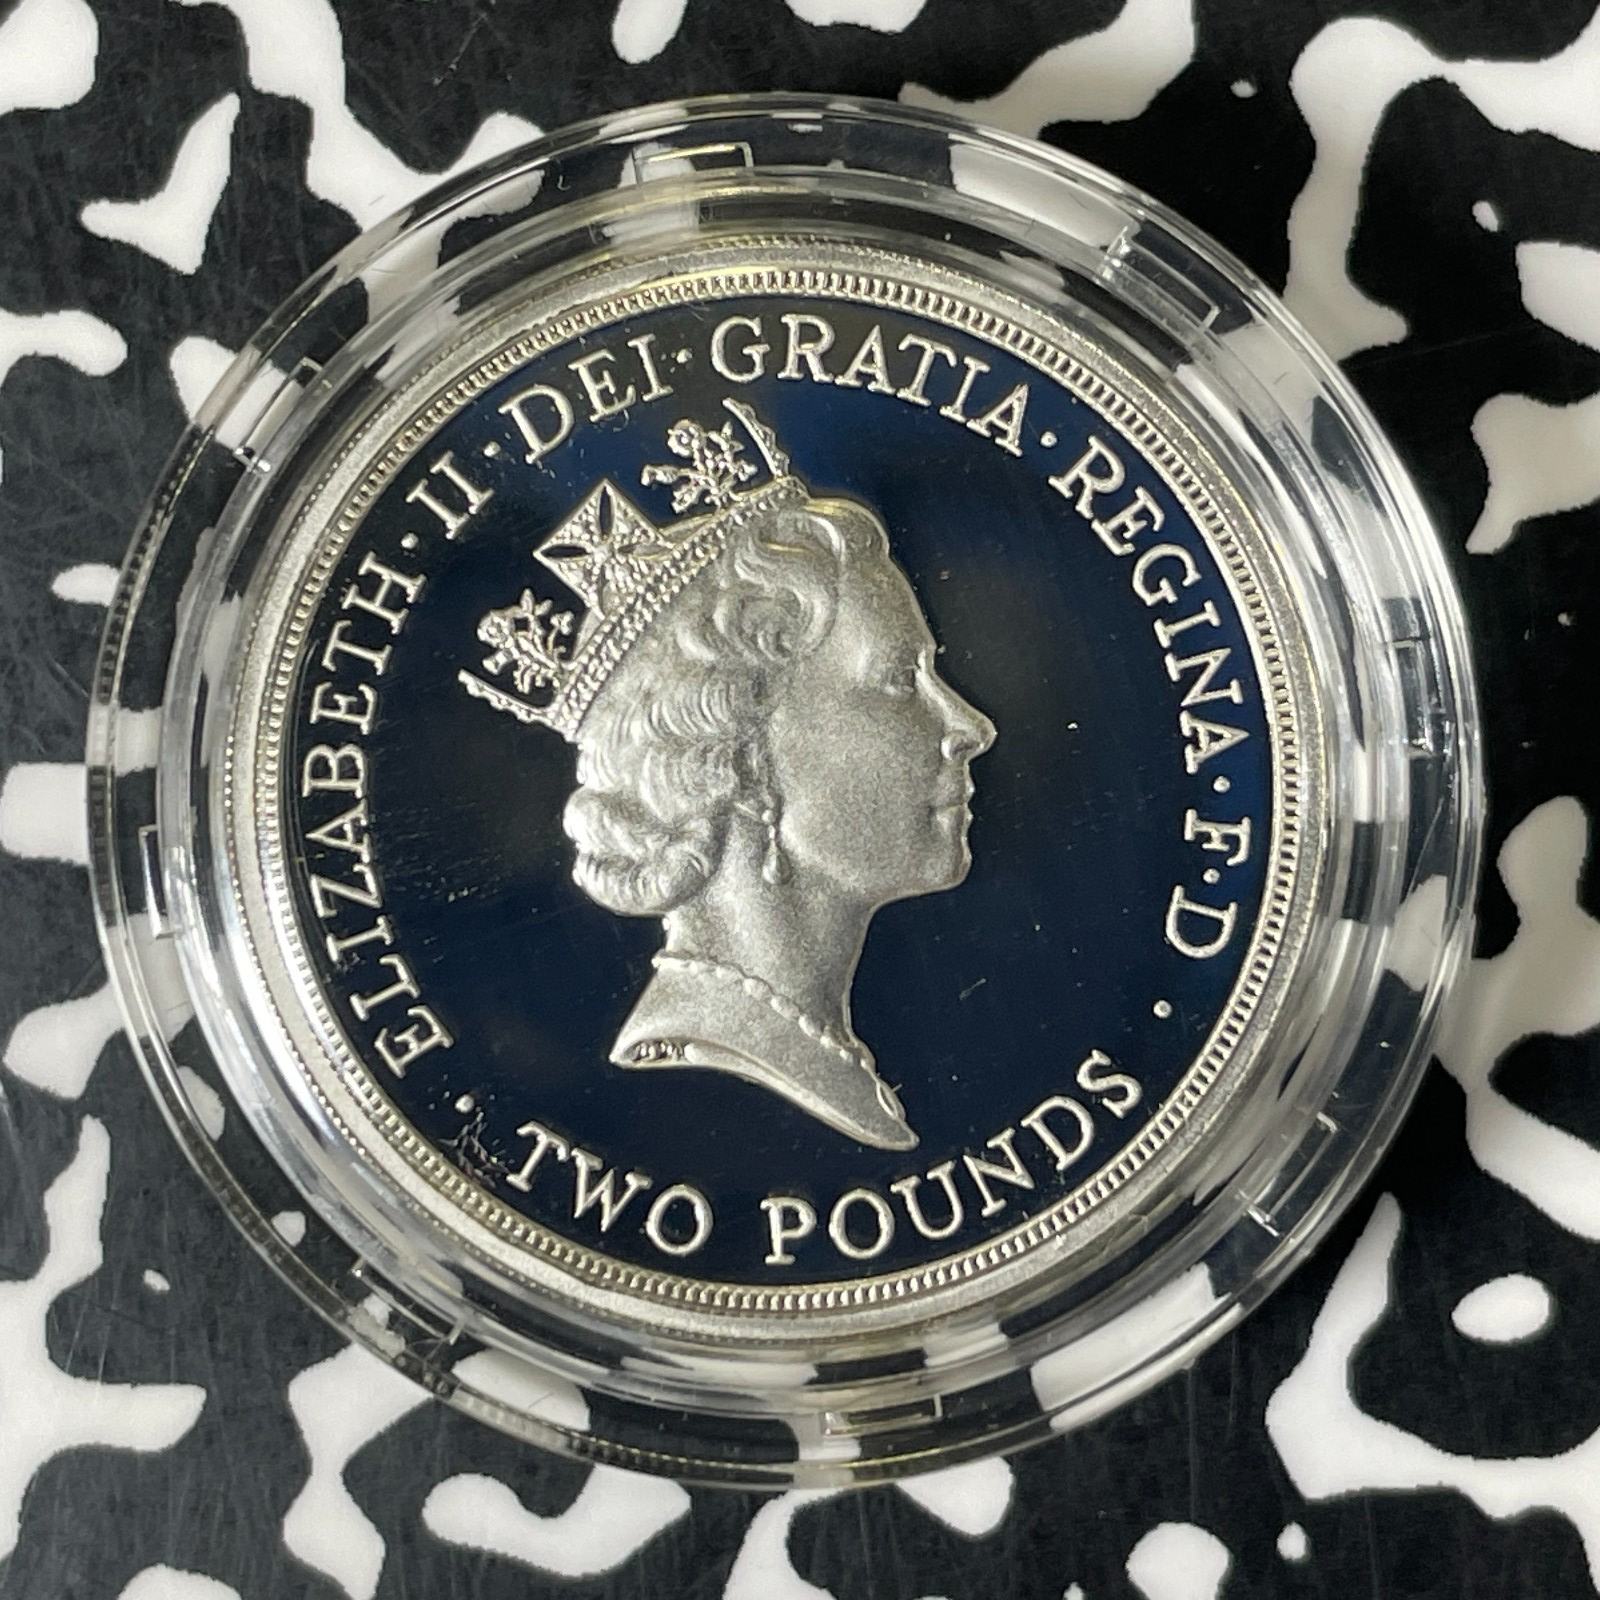 ELIZABETH · II · DEI · GRATIA · REGINA · F · D ·
· TWO POUNDS